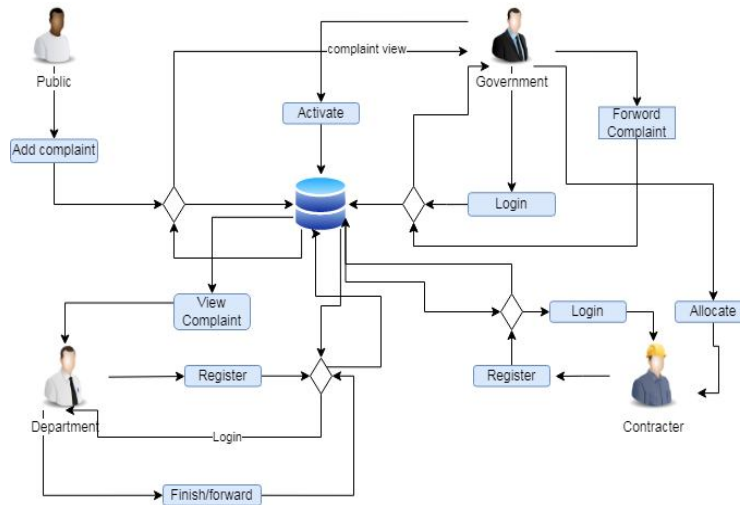 complaint view
Public
Government
Activate
Forword
Complaint
Add complaint
Login
View
Complaint
Login
Allocate
Register
Register
Department
Login
Contracter
Finish/forward